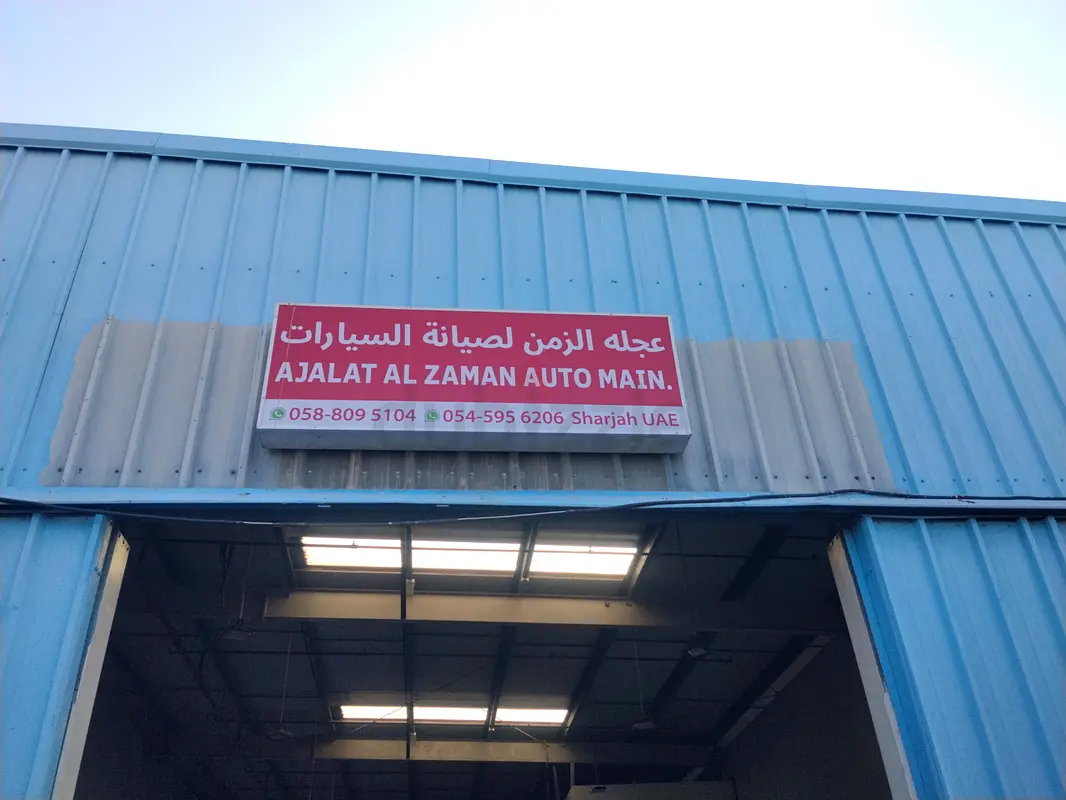 عجله الزمن لصيانة السيارات
AJALAT AL ZAMAN AUTO MAIN.
058-809 5104 054-595 6206 Sharjah UAE